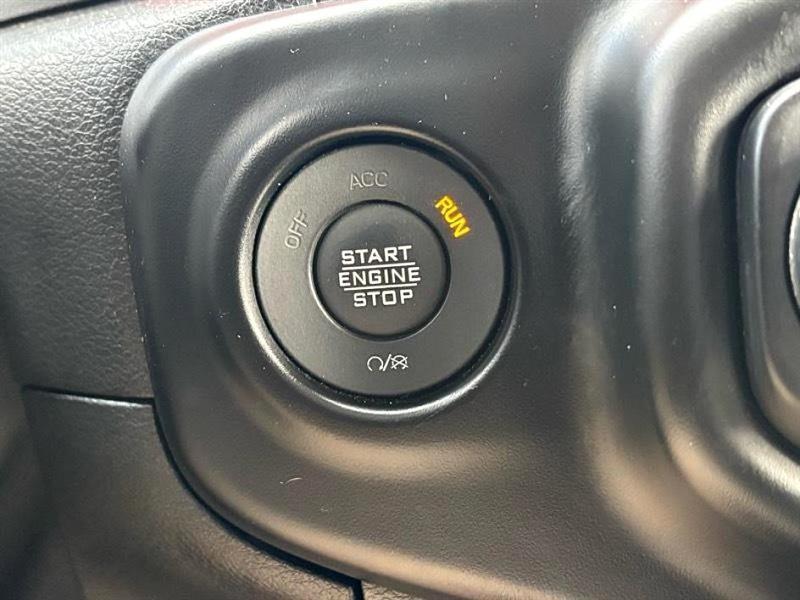 OFF
ACC
RUN
START
ENGINE
STOP